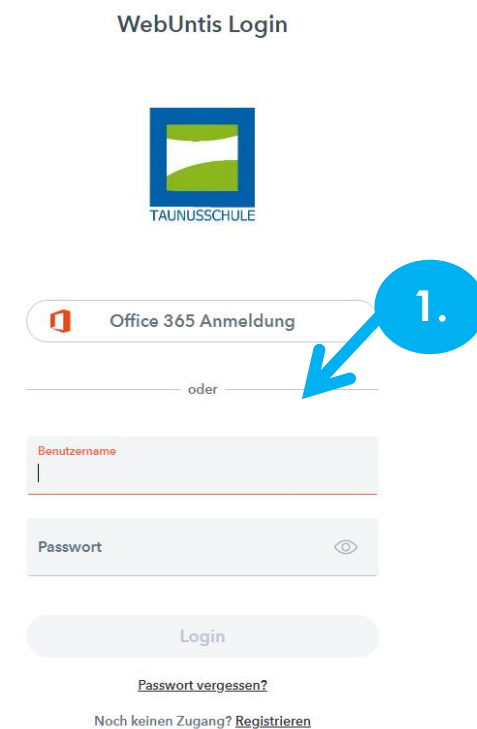 WebUntis Login
TAUNUSSCHULE
Office 365 Anmeldung
1.
oder
Benutzername
Passwort
Login
Passwort vergessen?
Noch keinen Zugang? Registrieren